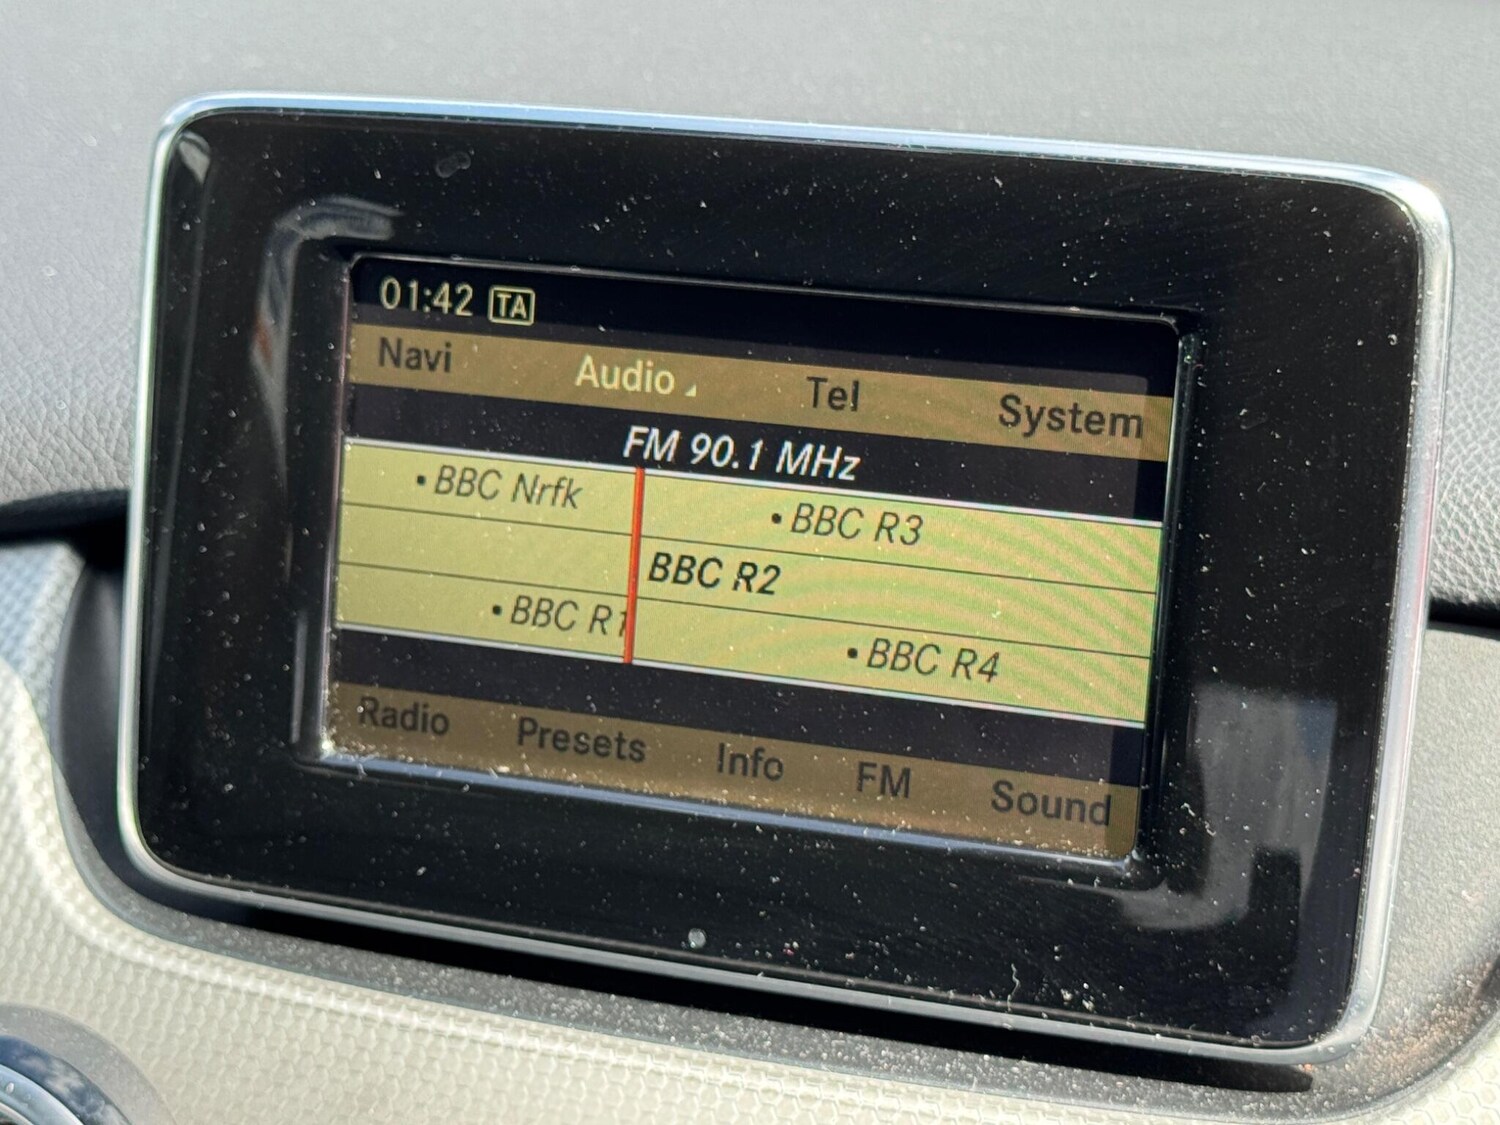 01:42 TA
Navi Audio Tel System
FM 90.1 MHz
•BBC Nrfk •BBC R3
BBC R2
•BBC R1 •BBC R4
Radio Presets Info FM Sound